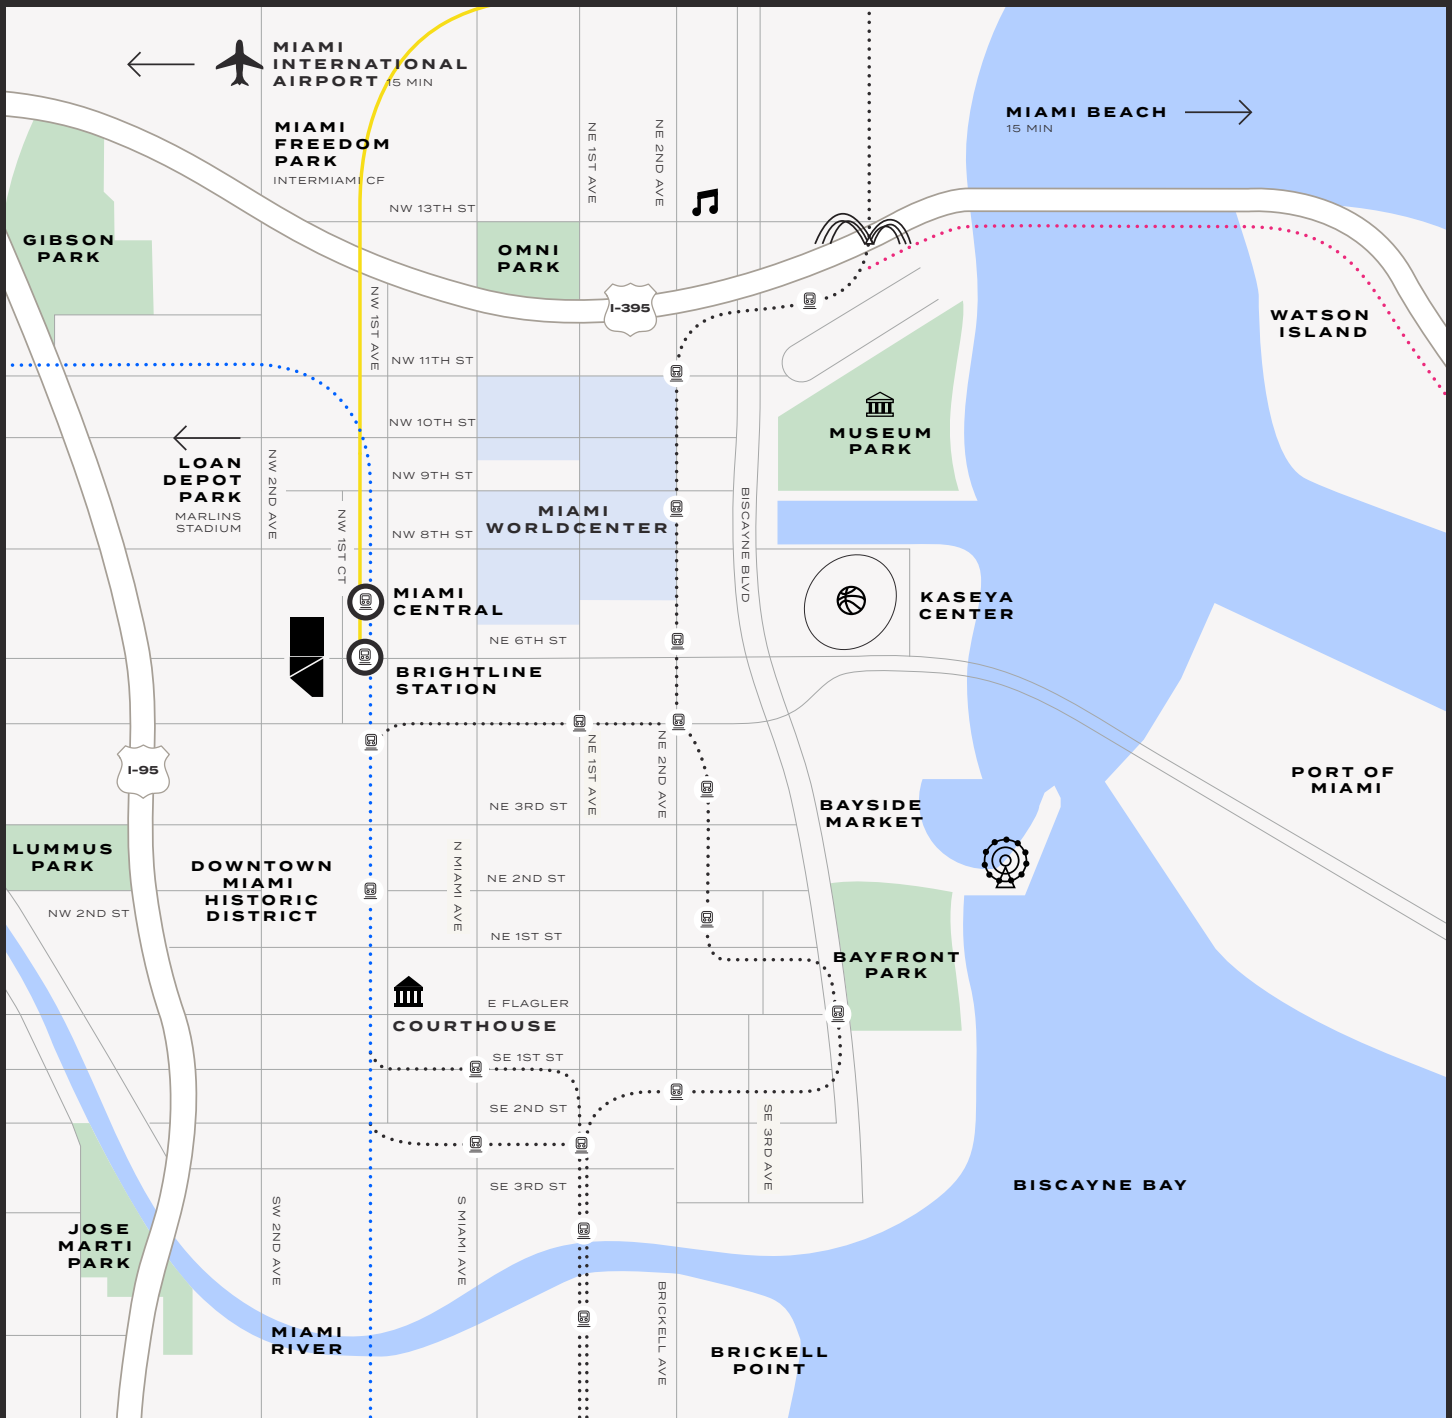 MIAMI
INTERNATIONAL
AIRPORT 15 MIN
MIAMI BEACH
15 MIN
MIAMI
FREEDOM
PARK
INTERMIAMI CF
NE 1ST AVE
NE 2ND AVE
NW 13TH ST
GIBSON
PARK
OMNI
PARK
I-395
NW 1ST AVE
WATSON
ISLAND
NW 11TH ST
NW 10TH ST
MUSEUM
PARK
LOAN
DEPOT
PARK
MARLINS
STADIUM
NW 2ND AVE
NW 9TH ST
MIAMI
WORLDCENTER
NW 1ST CT
NW 8TH ST
BISCAYNE BLVD
MIAMI
CENTRAL
KASEYA
CENTER
NE 6TH ST
BRIGHTLINE
STATION
I-95
NE 1ST AVE
NE 2ND AVE
PORT OF
MIAMI
NE 3RD ST
BAYSIDE
MARKET
LUMMUS
PARK
DOWNTOWN
MIAMI
HISTORIC
DISTRICT
N MIAMI AVE
NE 2ND ST
NW 2ND ST
NE 1ST ST
BAYFRONT
PARK
E FLAGLER
COURTHOUSE
SE 1ST ST
SE 2ND ST
SE 3RD AVE
SE 3RD ST
BISCAYNE BAY
JOSE
MARTI
PARK
SW 2ND AVE
S MIAMI AVE
BRICKELL AVE
MIAMI
RIVER
BRICKELL
POINT